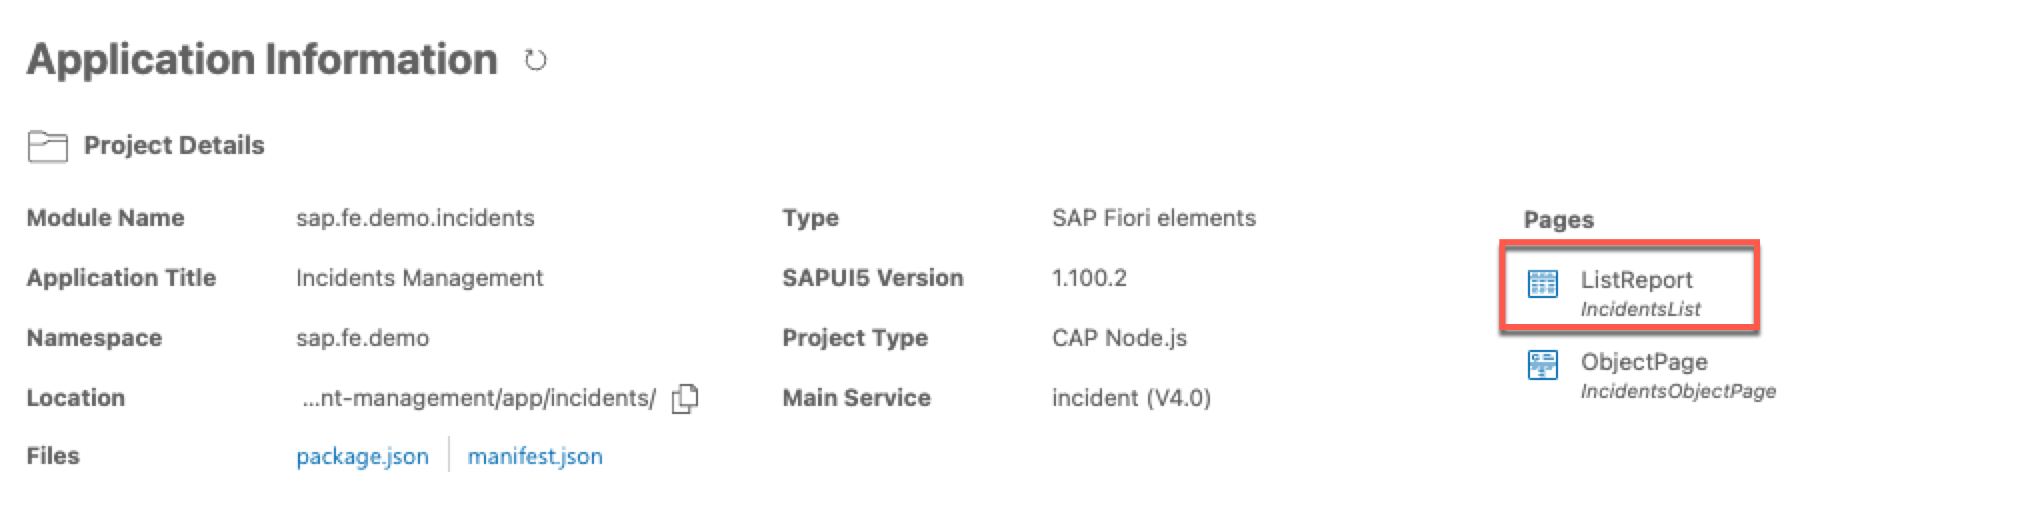 Application Information
Project Details
Module Name sap.fe.demo.incidents
Application Title Incidents Management
Namespace sap.fe.demo
Location ...nt-management/app/incidents/
Files package.json manifest.json
Type SAP Fiori elements
SAPUI5 Version 1.100.2
Project Type CAP Node.js
Main Service incident (V4.0)
Pages
ListReport
IncidentsList
ObjectPage
IncidentsObjectPage